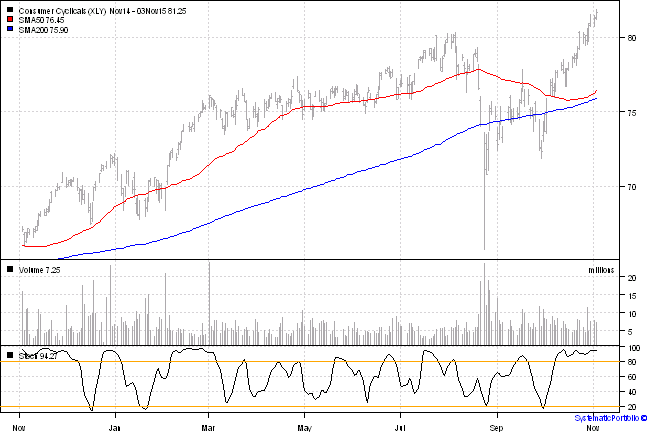 Consumer Cyclicals (XLY) Nov14 - 03Nov15 81.25
SMA50 76.45
SMA200 75.90
80
75
70
Volume 7.25
millions
20
15
10
5
Stoch 94.27
100
80
60
40
20
Nov Jan Mar May Jul Sep Nov
SystematicPortfolio ©